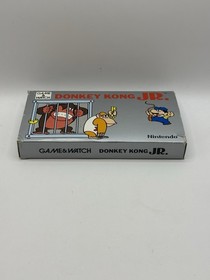 DONKEY KONG JR.
Nintendo
GAME&WATCH DONKEY KONG JR.